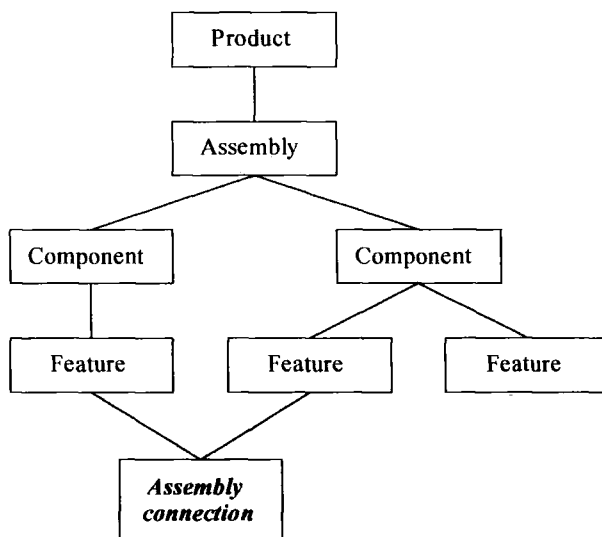 Product
Assembly
Component
Component
Feature
Feature
Feature
Assembly
connection